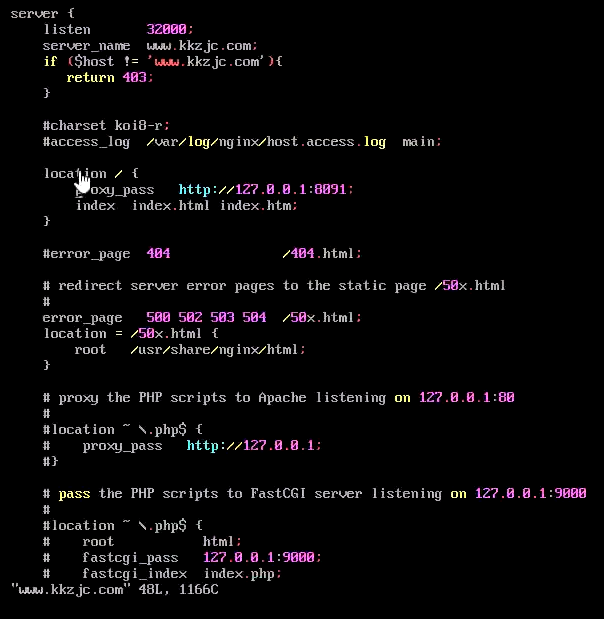 server {
    listen       32000;
    server_name  www.kkzjc.com;
    if ($host != 'www.kkzjc.com'){
       return 403;
    }
    #charset koi8-r;
    #access_log  /var/log/nginx/host.access.log  main;
    location / {
        proxy_pass   http://127.0.0.1:8091;
        index  index.html index.htm;
    }
    #error_page  404              /404.html;
    # redirect server error pages to the static page /50x.html
    #
    error_page   500 502 503 504  /50x.html;
    location = /50x.html {
        root   /usr/share/nginx/html;
    }
    # proxy the PHP scripts to Apache listening on 127.0.0.1:80
    #
    #location ~ \.php$ {
    #    proxy_pass   http://127.0.0.1;
    #}
    # pass the PHP scripts to FastCGI server listening on 127.0.0.1:9000
    #
    #location ~ \.php$ {
    #    root           html;
    #    fastcgi_pass   127.0.0.1:9000;
    #    fastcgi_index  index.php;
"www.kkzjc.com" 48L, 1166C